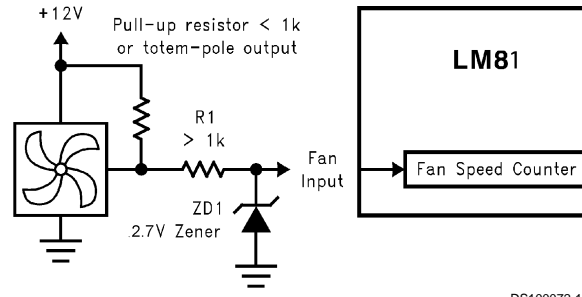 +12V
Pull-up resistor < 1k
or totem-pole output
LM81
R1
> 1k
Fan
Input
Fan Speed Counter
ZD1
2.7V Zener